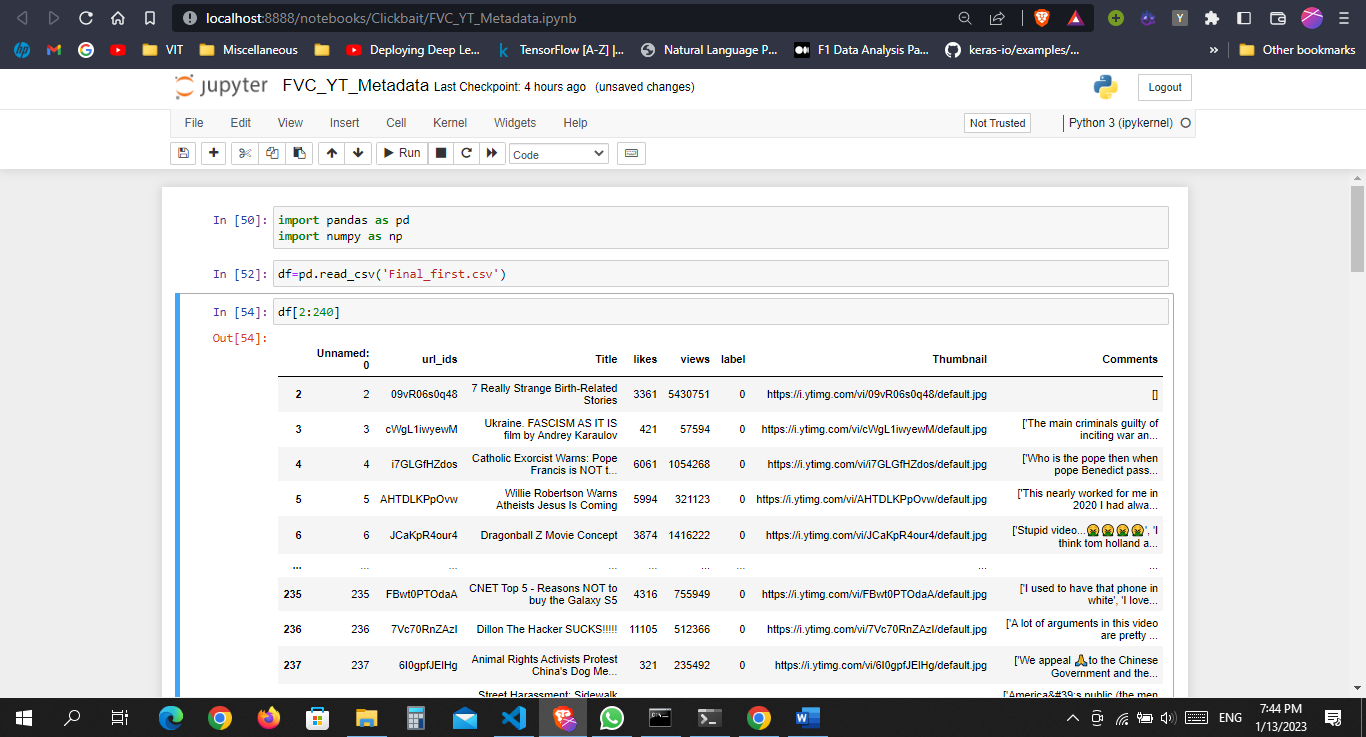 localhost:8888/notebooks/Clickbait/FVC_YT_Metadata.ipynb
VIT Miscellaneous Deploying Deep Le... TensorFlow [A-Z] |... Natural Language P... F1 Data Analysis Pa... keras-io/examples/... » Other bookmarks
jupyter FVC_YT_Metadata Last Checkpoint: 4 hours ago (unsaved changes) Logout
File Edit View Insert Cell Kernel Widgets Help Not Trusted Python 3 (ipykernel)
Run Code
In [50]: import pandas as pd
import numpy as np
In [52]: df=pd.read_csv('Final_first.csv')
In [54]: df[2:240]
Out[54]:
Unnamed:
0 url_ids Title likes views label Thumbnail Comments
2 2 09vR06s0q48 7 Really Strange Birth-Related
Stories 3361 5430751 0 https://i.ytimg.com/vi/09vR06s0q48/default.jpg []
3 3 cWgL1iwyewM Ukraine. FASCISM AS IT IS
film by Andrey Karaulov 421 57594 0 https://i.ytimg.com/vi/cWgL1iwyewM/default.jpg ['The main criminals guilty of
inciting war an...
4 4 i7GLGfHZdos Catholic Exorcist Warns: Pope
Francis is NOT t... 6061 1054268 0 https://i.ytimg.com/vi/i7GLGfHZdos/default.jpg ['Who is the pope then when
pope Benedict pass...
5 5 AHTDLKPpOvw Willie Robertson Warns
Atheists Jesus Is Coming 5994 321123 0 https://i.ytimg.com/vi/AHTDLKPpOvw/default.jpg ['This nearly worked for me in
2020 I had alwa...
6 6 JCaKpR4our4 Dragonball Z Movie Concept 3874 1416222 0 https://i.ytimg.com/vi/JCaKpR4our4/default.jpg ['Stupid video...🤮🤮🤮🤮', 'I
think tom holland a...
... ... ... ... ... ... ... ... ...
235 235 FBwt0PTOdaA CNET Top 5 - Reasons NOT to
buy the Galaxy S5 4316 755949 0 https://i.ytimg.com/vi/FBwt0PTOdaA/default.jpg ['I used to have that phone in
white', 'I love...
236 236 7Vc70RnZAzI Dillon The Hacker SUCKS!!!!! 11105 512366 0 https://i.ytimg.com/vi/7Vc70RnZAzI/default.jpg ['A lot of arguments in this video
are pretty ...
237 237 6I0gpfJElHg Animal Rights Activists Protest
China's Dog Me... 321 235492 0 https://i.ytimg.com/vi/6I0gpfJElHg/default.jpg ['We appeal 🙏to the Chinese
Government and the...
Street Harassment: Sidewalk ['America&#39;s public (the men
ENG 7:44 PM
1/13/2023